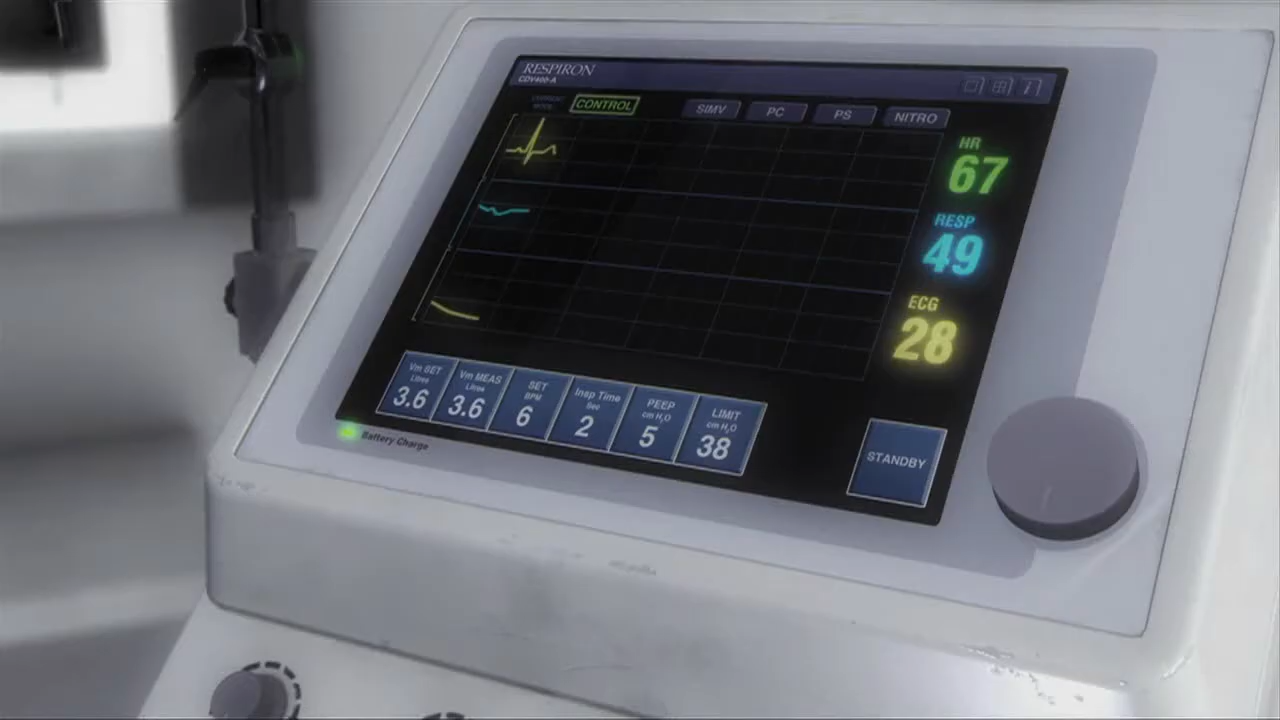 RESPIRON
CDV400-A
CURRENT
MODE:
CONTROL
SIMV
PC
PS
NITRO
i
HR
67
RESP
49
ECG
28
Vm SET
Litres
3.6
Vm MEAS
Litres
3.6
SET
BPM
6
Insp Time
Sec
2
PEEP
cm H₂O
5
LIMIT
cm H₂O
38
STANDBY
Battery Charge